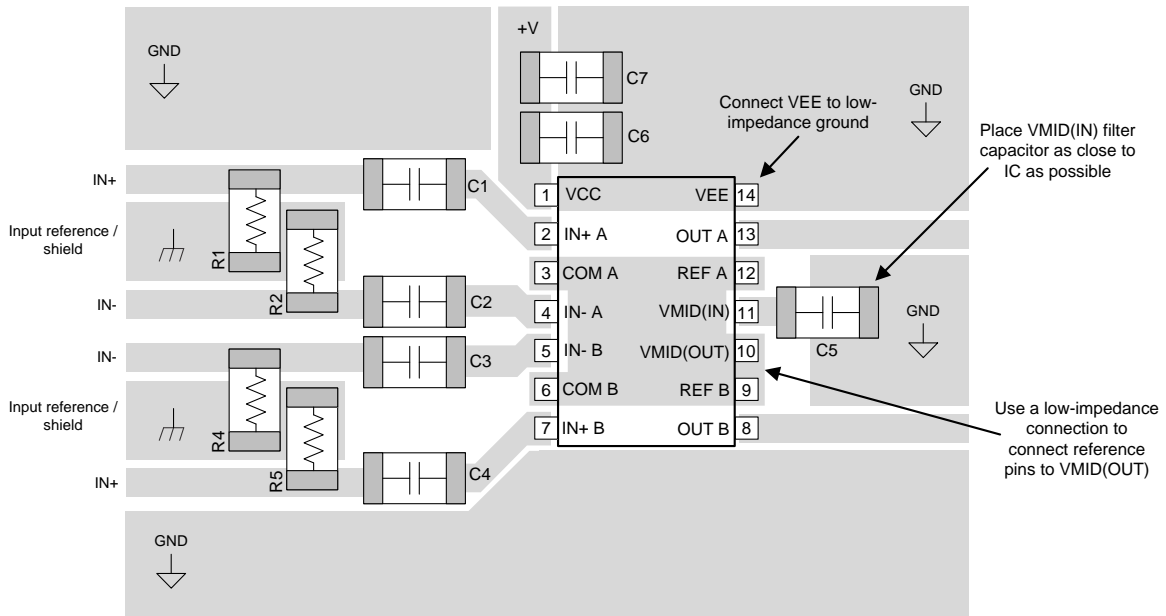 +V
GND
C7
C6
Connect VEE to low-
impedance ground
GND
Place VMID(IN) filter
capacitor as close to
IC as possible
IN+
C1
Input reference /
shield
R1
R2
IN-
C2
IN-
C3
Input reference /
shield
R4
R5
IN+
C4
1 VCC VEE 14
2 IN+ A OUT A 13
3 COM A REF A 12
4 IN- A VMID(IN) 11
5 IN- B VMID(OUT) 10
6 COM B REF B 9
7 IN+ B OUT B 8
C5
GND
Use a low-impedance
connection to
connect reference
pins to VMID(OUT)
GND